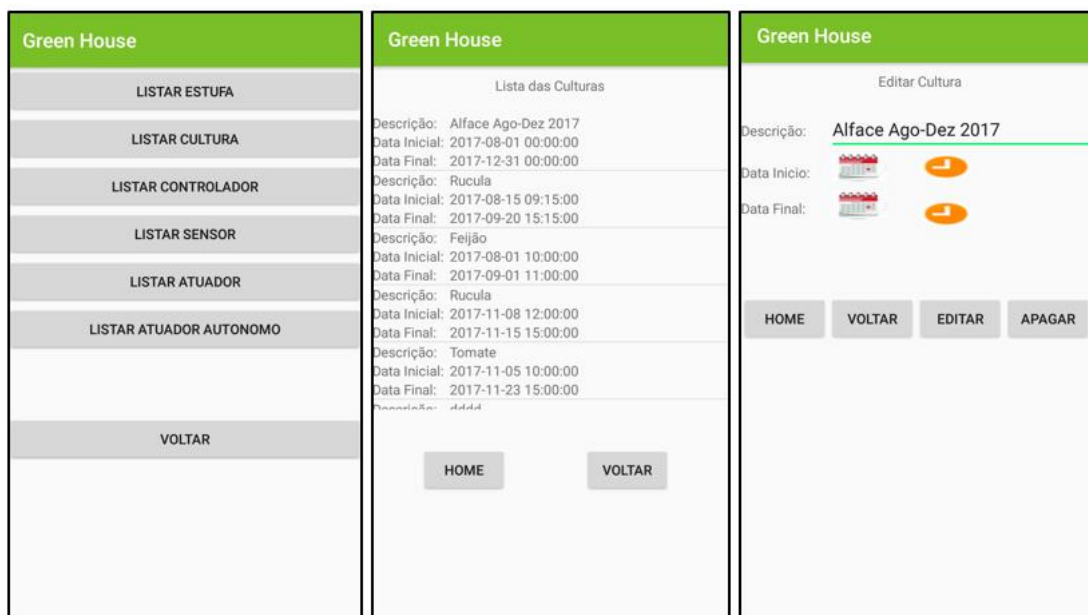 Green House
LISTAR ESTUFA
LISTAR CULTURA
LISTAR CONTROLADOR
LISTAR SENSOR
LISTAR ATUADOR
LISTAR ATUADOR AUTONOMO
VOLTAR
Green House
Lista das Culturas
Descrição: Alface Ago-Dez 2017
Data Inicial: 2017-08-01 00:00:00
Data Final: 2017-12-31 00:00:00
Descrição: Rucula
Data Inicial: 2017-08-15 09:15:00
Data Final: 2017-09-20 15:15:00
Descrição: Feijão
Data Inicial: 2017-08-01 10:00:00
Data Final: 2017-09-01 11:00:00
Descrição: Rucula
Data Inicial: 2017-11-08 12:00:00
Data Final: 2017-11-15 15:00:00
Descrição: Tomate
Data Inicial: 2017-11-05 10:00:00
Data Final: 2017-11-23 15:00:00
Descrição: dddd
HOME VOLTAR
Green House
Editar Cultura
Descrição: Alface Ago-Dez 2017
Data Inicio:
Data Final:
HOME VOLTAR EDITAR APAGAR